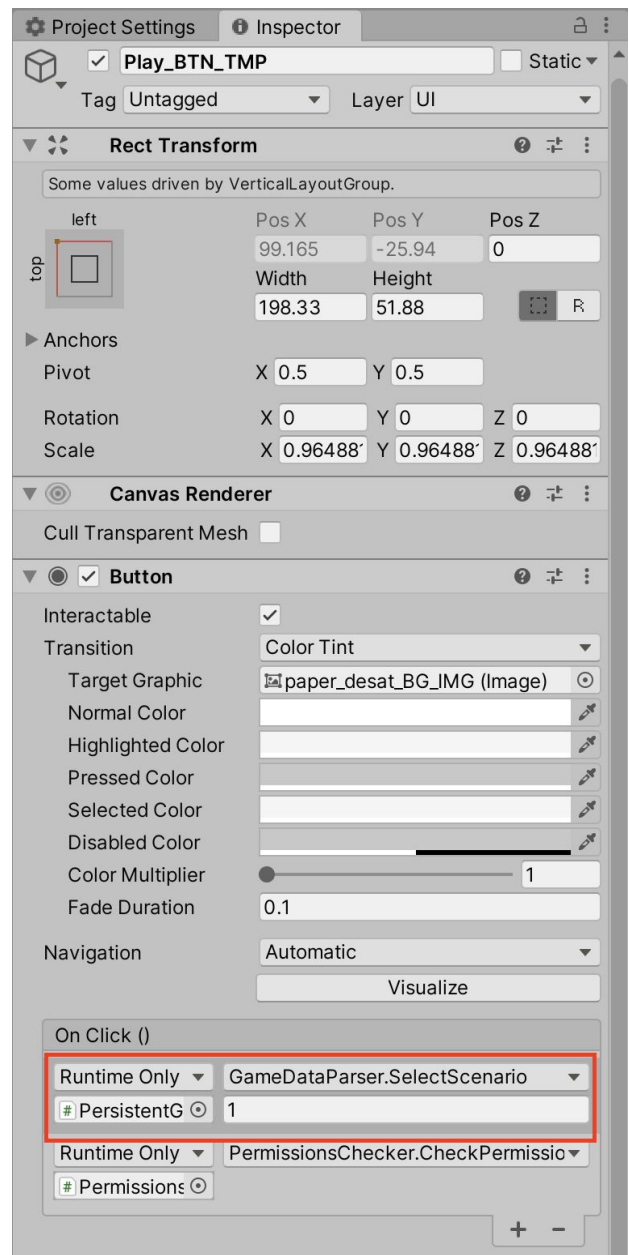 Project Settings Inspector
Play_BTN_TMP Static
Tag Untagged Layer UI
Rect Transform
Some values driven by VerticalLayoutGroup.
left Pos X Pos Y Pos Z
top 99.165 -25.94 0
Width Height
198.33 51.88 R
Anchors
Pivot X 0.5 Y 0.5
Rotation X 0 Y 0 Z 0
Scale X 0.96488 Y 0.96488 Z 0.96488
Canvas Renderer
Cull Transparent Mesh
Button
Interactable
Transition Color Tint
Target Graphic paper_desat_BG_IMG (Image)
Normal Color
Highlighted Color
Pressed Color
Selected Color
Disabled Color
Color Multiplier 1
Fade Duration 0.1
Navigation Automatic
Visualize
On Click ()
Runtime Only GameDataParser.SelectScenario
# PersistentG 1
Runtime Only PermissionsChecker.CheckPermissio
# Permissions
+ -